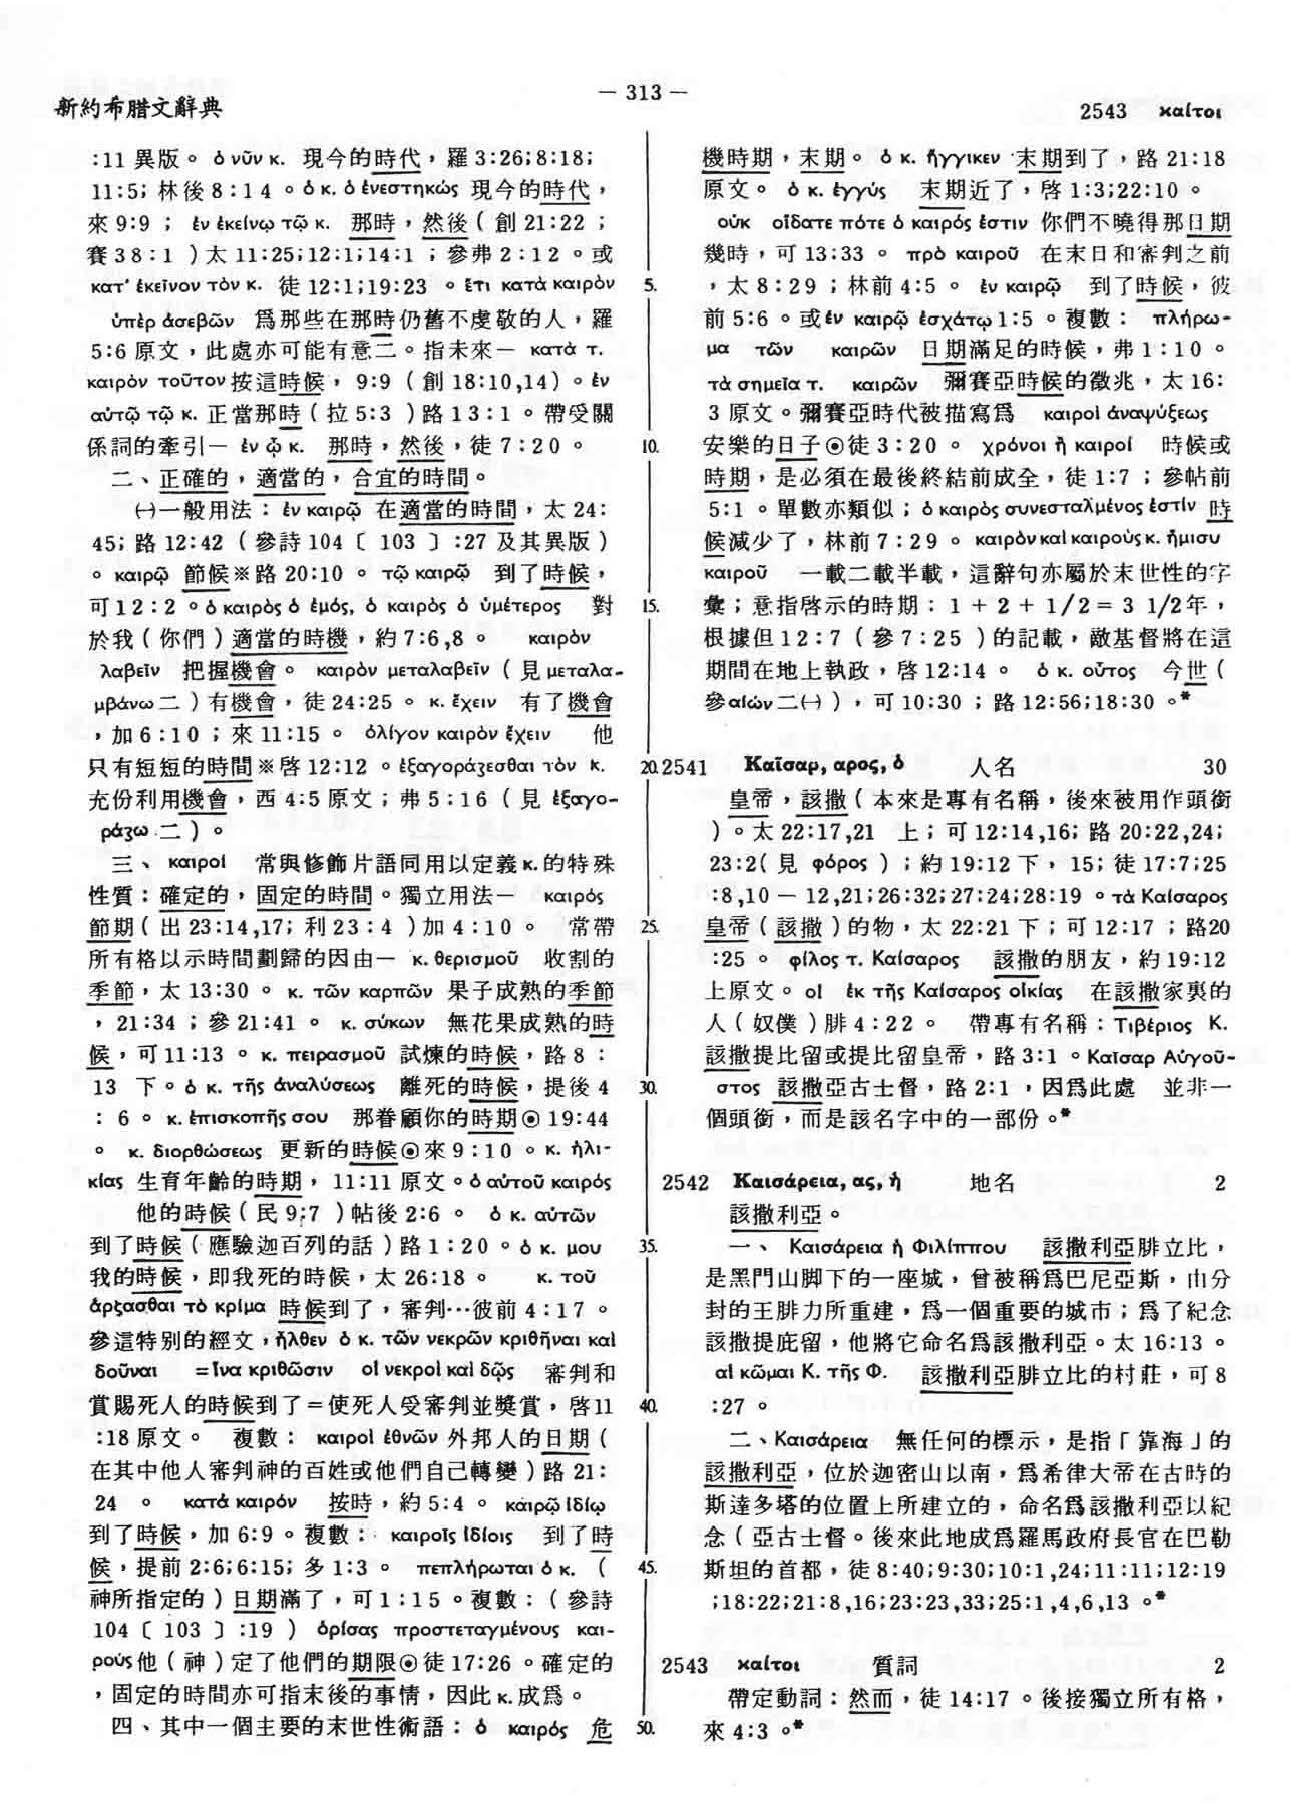 — 313 —
新約希腊文辭典
2543 καίτοι
:11 異版。 ὁ νῦν κ. 現今的時代，羅 3:26;8:18;
11:5; 林後 8:14。ὁ κ. ὁ ἐνεστηκώς 現今的時代，
來 9:9 ； ἐν ἐκείνῳ τῷ κ. 那時，然後（創 21:22 ；
賽 38:1 ）太 11:25;12:1;14:1 ；參弗 2:12 。或
κατ' ἐκεῖνον τὸν κ. 徒 12:1;19:23 。ἔτι κατὰ καιρὸν
ὑπὲρ ἀσεβῶν 爲那些在那時仍舊不虔敬的人，羅
5:6 原文，此處亦可能有意二。指未來— κατὰ τ.
καιρὸν τοῦτον 按這時候， 9:9 （創 18:10,14）。ἐν
αὐτῷ τῷ κ. 正當那時（拉 5:3 ）路 13:1 。帶受關
係詞的牽引— ἐν ᾧ κ. 那時，然後，徒 7:20 。
二、正確的，適當的，合宜的時間。
㈠一般用法：ἐν καιρῷ 在適當的時間，太 24:
45; 路 12:42 （參詩 104〔 103 〕:27 及其異版）
。 καιρῷ 節候※路 20:10 。 τῷ καιρῷ 到了時候，
可 12:2 。ὁ καιρὸς ὁ ἐμός, ὁ καιρὸς ὁ ὑμέτερος 對
於我（你們）適當的時機，約 7:6,8 。 καιρὸν
λαβεῖν 把握機會。 καιρὸν μεταλαβεῖν（見 μεταλα-
μβάνω 二）有機會，徒 24:25 。 κ. ἔχειν 有了機會
，加 6:10 ；來 11:15 。 ὀλίγον καιρὸν ἔχειν 他
只有短短的時間※啓 12:12 。ἐξαγοράζεσθαι τὸν κ.
充份利用機會，西 4:5 原文；弗 5:16 （見 ἐξαγο-
ράζω 二）。
三、 καιροί 常與修飾片語同用以定義 κ. 的特殊
性質：確定的，固定的時間。獨立用法— καιρός
節期（出 23:14,17; 利 23:4 ）加 4:10 。 常帶
所有格以示時間劃歸的因由— κ. θερισμοῦ 收割的
季節，太 13:30 。 κ. τῶν καρπῶν 果子成熟的季節
， 21:34 ；參 21:41 。 κ. σύκων 無花果成熟的時
候，可 11:13 。 κ. πειρασμοῦ 試煉的時候，路 8 :
13 下。ὁ κ. τῆς ἀναλύσεως 離死的時候，提後 4
: 6 。 κ. ἐπισκοπῆς σου 那眷顧你的時期◉ 19:44
。 κ. διορθώσεως 更新的時候◉來 9:10 。κ. ἡλι-
κίας 生育年齡的時期， 11:11 原文。ὁ αὐτοῦ καιρός
他的時候（民 9:7 ）帖後 2:6 。 ὁ κ. αὐτῶν
到了時候（應驗迦百列的話）路 1:20 。ὁ κ. μου
我的時候，即我死的時候，太 26:18 。 κ. τοῦ
ἄρξασθαι τὸ κρίμα 時候到了，審判…彼前 4:17 。
參這特别的經文，ἦλθεν ὁ κ. τῶν νεκρῶν κριθῆναι καὶ
δοῦναι =ἵνα κριθῶσιν οἱ νεκροὶ καὶ δῷς 審判和
賞賜死人的時候到了=使死人受審判並獎賞，啓 11
:18 原文。 複數： καιροὶ ἐθνῶν 外邦人的日期（
在其中他人審判神的百姓或他們自己轉變）路 21:
24 。 κατὰ καιρόν 按時，約 5:4 。 καιρῷ ἰδίῳ
到了時候，加 6:9 。複數： καιροῖς ἰδίοις 到了時
候，提前 2:6;6:15; 多 1:3 。 πεπλήρωται ὁ κ. （
神所指定的）日期滿了，可 1:15 。複數：（參詩
104〔 103 〕:19 ） ὁρίσας προστεταγμένους και-
ρούς 他（神）定了他們的期限◉徒 17:26 。確定的
，固定的時間亦可指末後的事情，因此 κ. 成爲。
四、其中一個主要的末世性術語：ὁ καιρός 危
5.
10.
15.
20.
25.
30.
35.
40.
45.
50.
機時期，末期。 ὁ κ. ἤγγικεν 末期到了，路 21:18
原文。 ὁ κ. ἐγγύς 末期近了，啓 1:3;22:10 。
οὐκ οἴδατε πότε ὁ καιρός ἐστιν 你們不曉得那日期
幾時，可 13:33 。 πρὸ καιροῦ 在末日和審判之前
，太 8:29 ；林前 4:5 。 ἐν καιρῷ 到了時候，彼
前 5:6 。或 ἐν καιρῷ ἐσχάτῳ 1:5 。複數： πλήρω-
μα τῶν καιρῶν 日期滿足的時候，弗 1:10 。
τὰ σημεῖα τ. καιρῶν 彌賽亞時候的徵兆，太 16:
3 原文。彌賽亞時代被描寫爲 καιροὶ ἀναψύξεως
安樂的日子◉徒 3:20 。 χρόνοι ἢ καιροί 時候或
時期，是必須在最後終結前成全，徒 1:7 ；參帖前
5:1 。單數亦類似；ὁ καιρὸς συνεσταλμένος ἐστίν 時
候減少了，林前 7:29 。 καιρὸν καὶ καιροὺς κ. ἥμισυ
καιροῦ 一載二載半載，這辭句亦屬於末世性的字
彙；意指啓示的時期：1 + 2 + 1/2 = 3 1/2 年，
根據但 12:7 （參 7:25 ）的記載，敵基督將在這
期間在地上執政，啓 12:14 。 ὁ κ. οὗτος 今世（
參 αἰών 二㈠），可 10:30 ；路 12:56;18:30 。*
2541 Καῖσαρ, αρος, ὁ 人名 30
皇帝，該撒（本來是專有名稱，後來被用作頭銜
）。太 22:17,21 上；可 12:14,16; 路 20:22,24;
23:2（見 φόρος ）；約 19:12 下， 15; 徒 17:7;25
:8,10 — 12,21;26:32;27:24;28:19 。τὰ Καίσαρος
皇帝（該撒）的物，太 22:21 下；可 12:17 ；路20
:25 。 φίλος τ. Καίσαρος 該撒的朋友，約 19:12
上原文。 οἱ ἐκ τῆς Καίσαρος οἰκίας 在該撒家裏的
人（奴僕）腓 4:22 。 帶專有名稱：Τιβέριος Κ.
該撒提比留或提比留皇帝，路 3:1 。Καῖσαρ Αὐγοῦ-
στος 該撒亞古士督，路 2:1 ，因爲此處 並非一
個頭銜，而是該名字中的一部份。*
2542 Καισάρεια, ας, ἡ 地名 2
該撒利亞。
一、 Καισάρεια ἡ Φιλίππου 該撒利亞腓立比，
是黑門山脚下的一座城，曾被稱爲巴尼亞斯，由分
封的王腓力所重建，爲一個重要的城市；爲了紀念
該撒提庇留，他將它命名爲該撒利亞。太 16:13 。
αἱ κῶμαι Κ. τῆς Φ. 該撒利亞腓立比的村莊，可 8
:27 。
二、Καισάρεια 無任何的標示，是指「靠海」的
該撒利亞，位於迦密山以南，爲希律大帝在古時的
斯達多塔的位置上所建立的，命名爲該撒利亞以紀
念（亞古士督。後來此地成爲羅馬政府長官在巴勒
斯坦的首都，徒 8:40;9:30;10:1,24;11:11;12:19
;18:22;21:8,16;23:23,33;25:1,4,6,13 。*
2543 καίτοι 質詞 2
帶定動詞：然而，徒 14:17 。後接獨立所有格，
來 4:3 。*